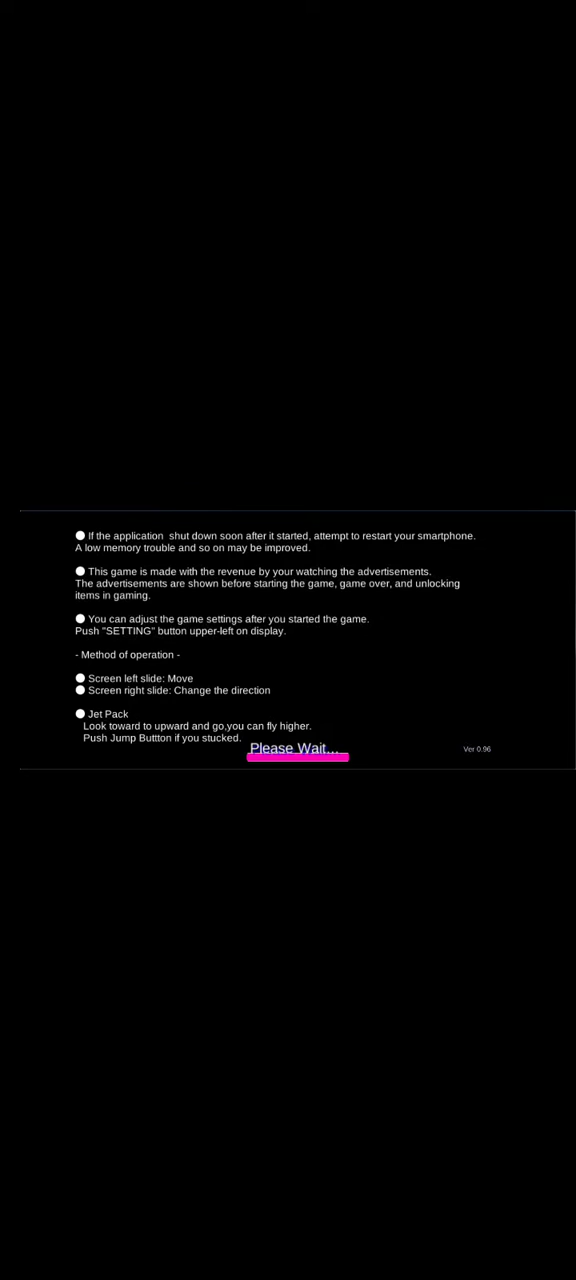 ● If the application  shut down soon after it started, attempt to restart your smartphone.
A low memory trouble and so on may be improved.
● This game is made with the revenue by your watching the advertisements.
The advertisements are shown before starting the game, game over, and unlocking
items in gaming.
● You can adjust the game settings after you started the game.
Push "SETTING" button upper-left on display.
- Method of operation -
● Screen left slide: Move
● Screen right slide: Change the direction
● Jet Pack
Look toward to upward and go,you can fly higher.
Push Jump Buttton if you stucked.
Please Wait...
Ver 0.96